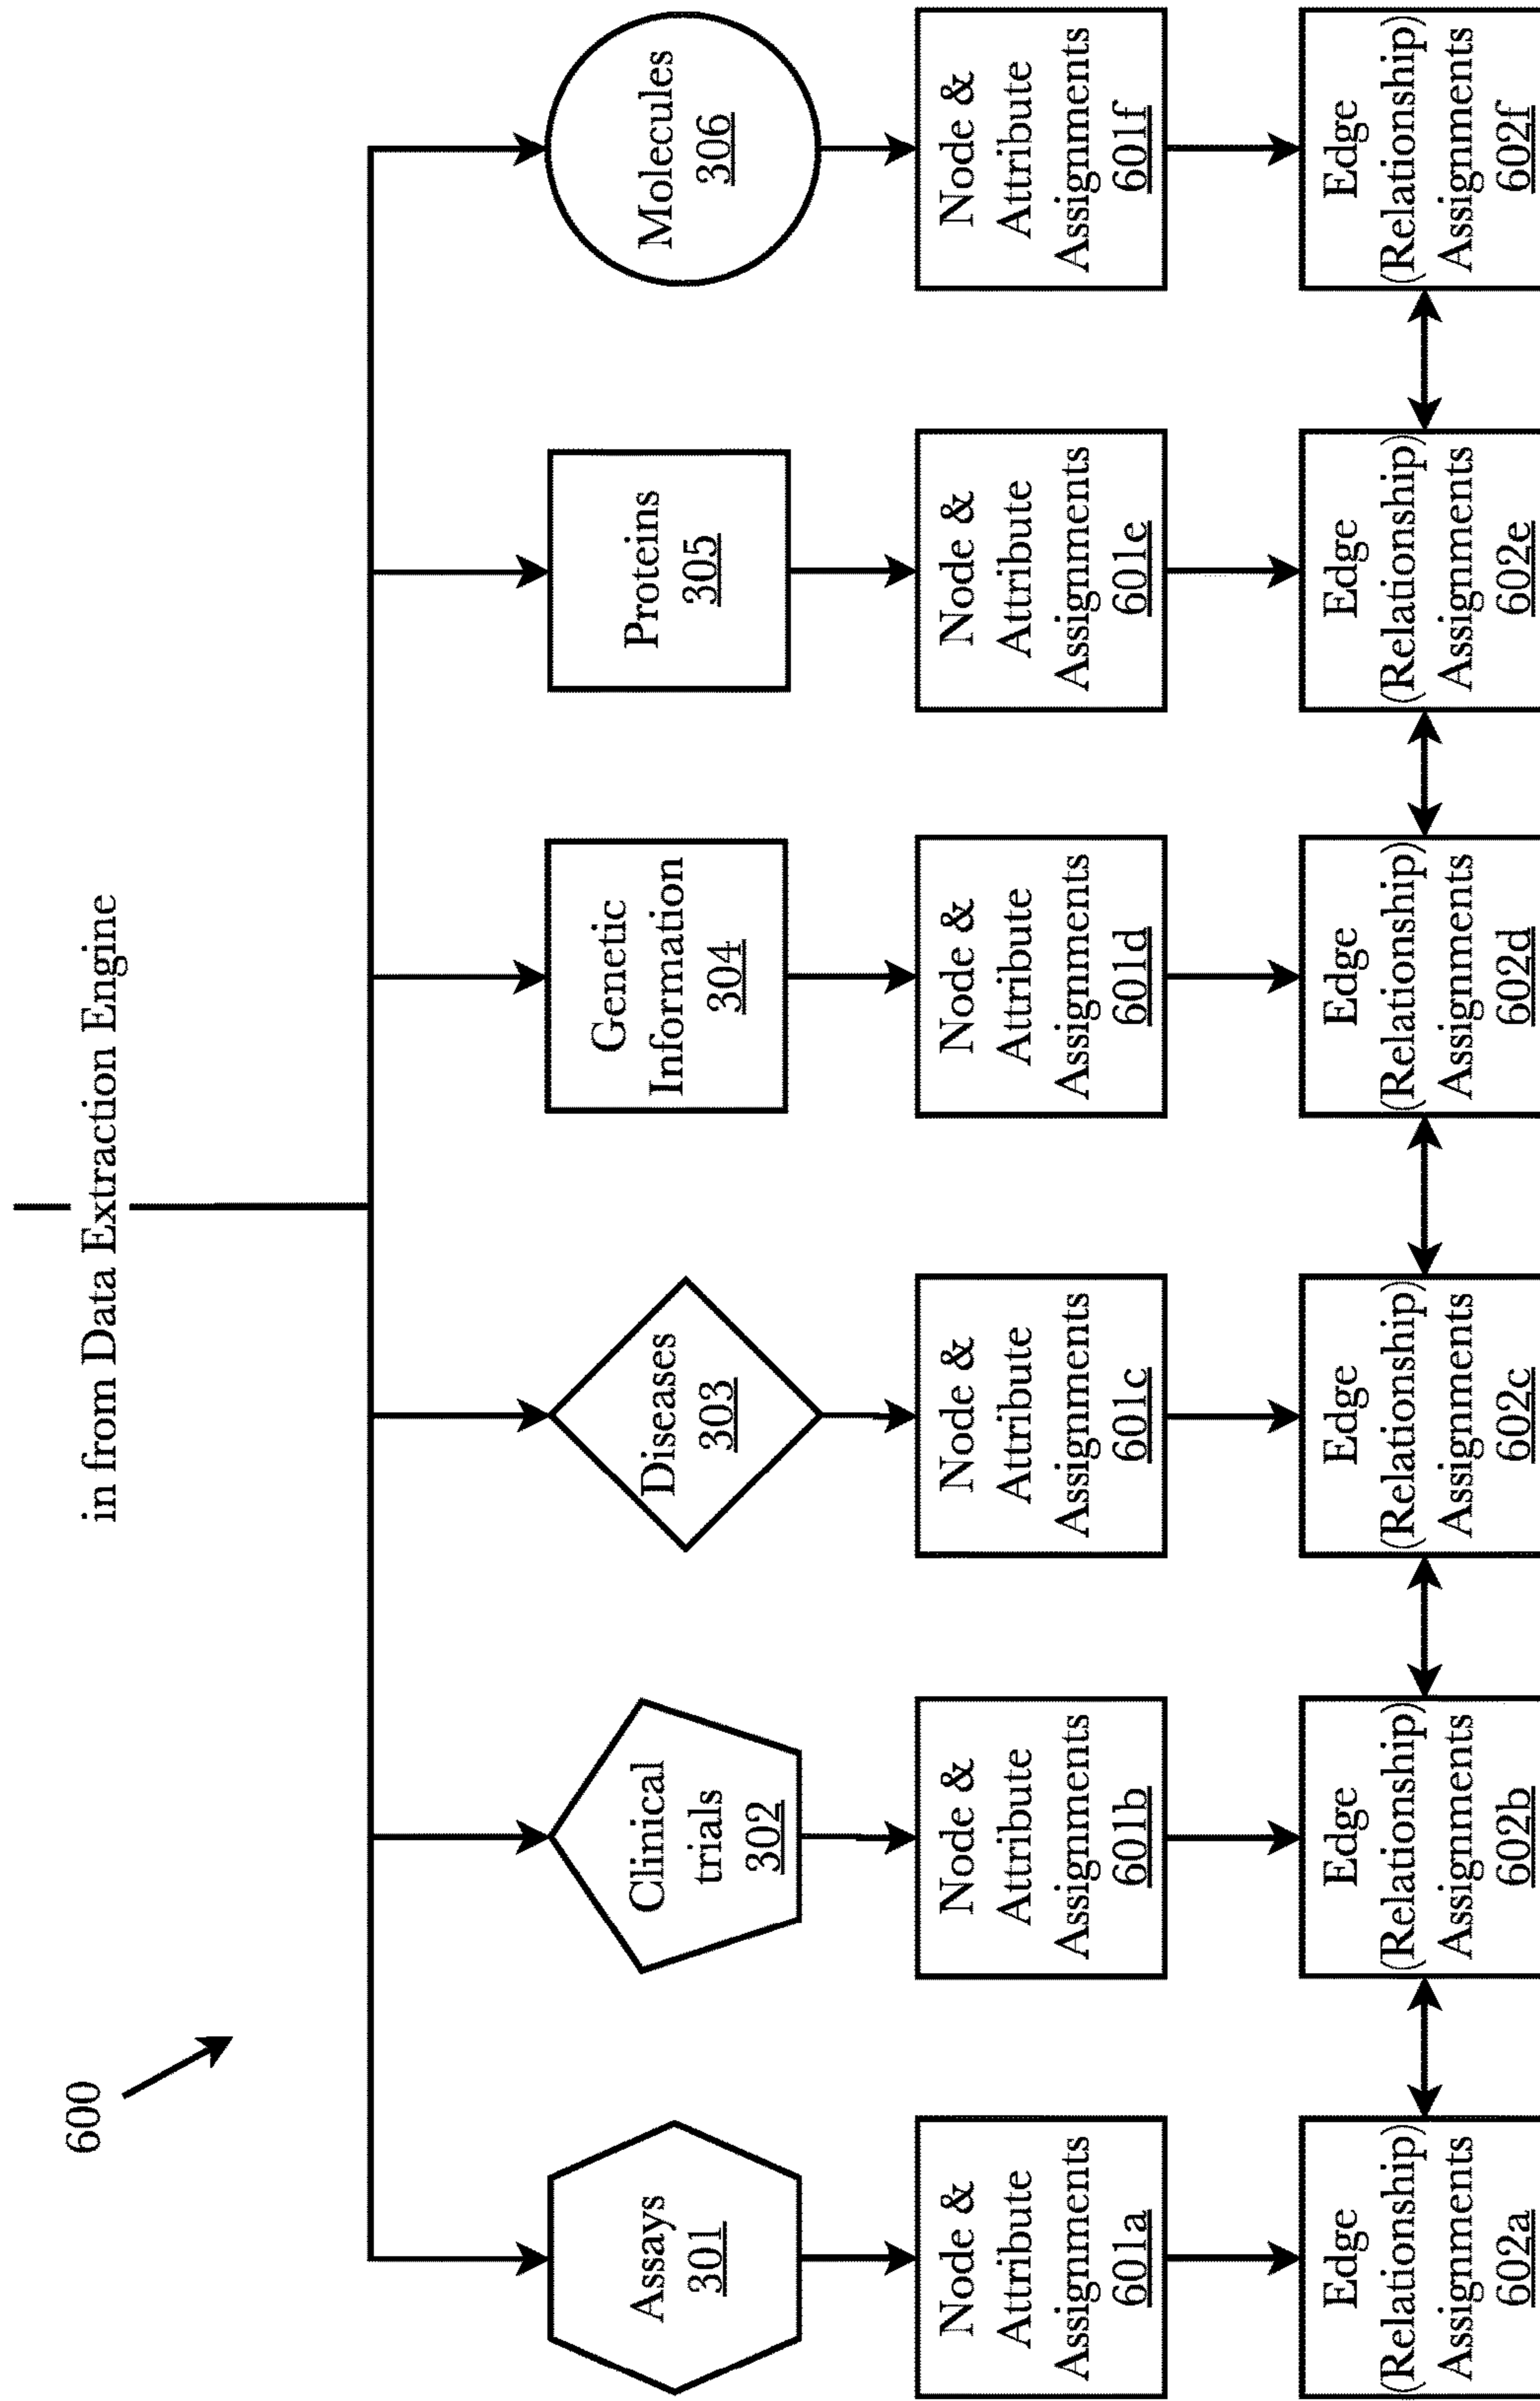 600
in from Data Extraction Engine
Assays
301
Clinical
trials
302
Diseases
303
Genetic
Information
304
Proteins
305
Molecules
306
Node &
Attribute
Assignments
601a
Node &
Attribute
Assignments
601b
Node &
Attribute
Assignments
601c
Node &
Attribute
Assignments
601d
Node &
Attribute
Assignments
601e
Node &
Attribute
Assignments
601f
Edge
(Relationship)
Assignments
602a
Edge
(Relationship)
Assignments
602b
Edge
(Relationship)
Assignments
602c
Edge
(Relationship)
Assignments
602d
Edge
(Relationship)
Assignments
602e
Edge
(Relationship)
Assignments
602f